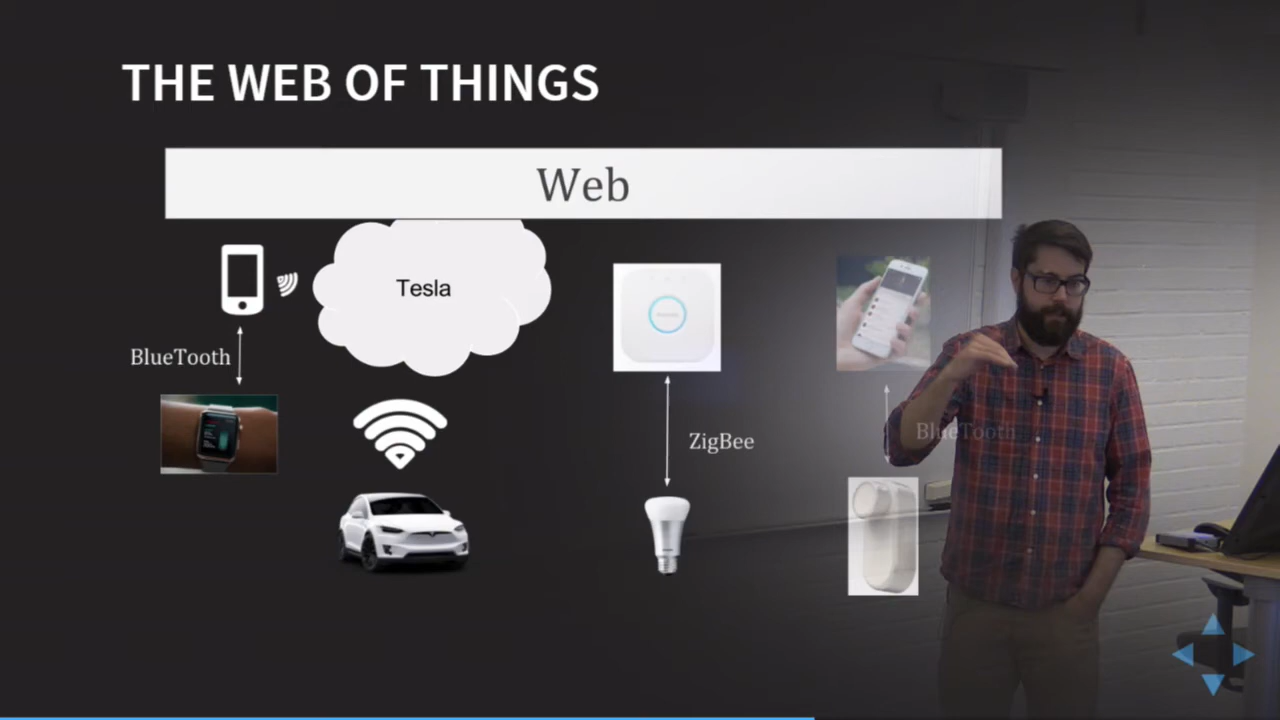 THE WEB OF THINGS
Web
Tesla
BlueTooth
ZigBee
BlueTooth